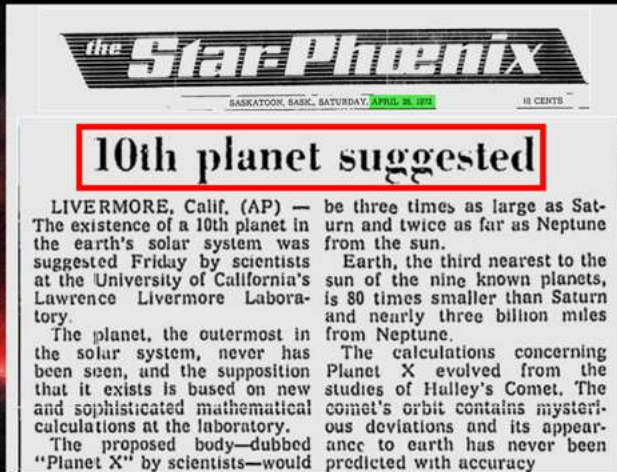 the Star-Phœnix
SASKATOON, SASK., SATURDAY, APRIL 29, 1972
10 CENTS
10th planet suggested
LIVERMORE, Calif. (AP) —
The existence of a 10th planet in
the earth's solar system was
suggested Friday by scientists
at the University of California's
Lawrence Livermore Labora-
tory.
The planet, the outermost in
the solar system, never has
been seen, and the supposition
that it exists is based on new
and sophisticated mathematical
calculations at the laboratory.
The proposed body—dubbed
"Planet X" by scientists—would
be three times as large as Sat-
urn and twice as far as Neptune
from the sun.
Earth, the third nearest to the
sun of the nine known planets,
is 80 times smaller than Saturn
and nearly three billion miles
from Neptune.
The calculations concerning
Planet X evolved from the
studies of Halley's Comet. The
comet's orbit contains mysteri-
ous deviations and its appear-
ance to earth has never been
predicted with accuracy